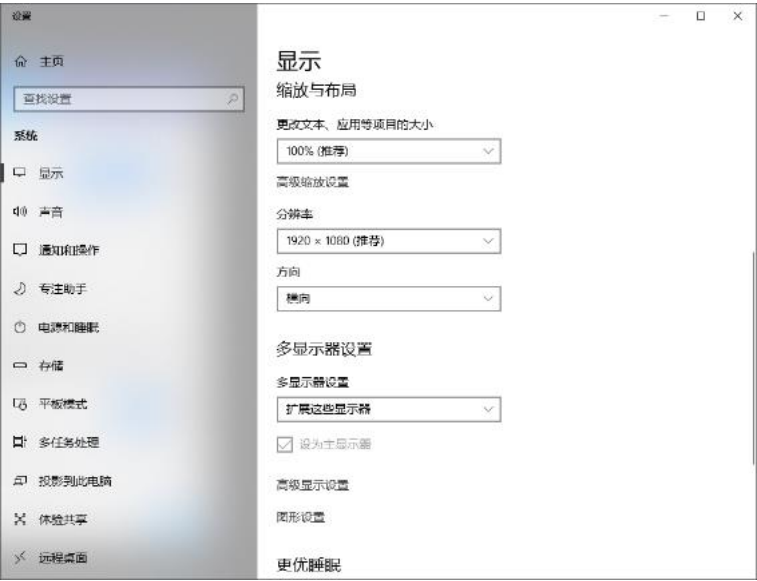 设置
主页
查找设置
系统
显示
声音
通知和操作
专注助手
电源和睡眠
存储
平板模式
多任务处理
投影到此电脑
体验共享
远程桌面
显示
缩放与布局
更改文本、应用等项目的大小
100% (推荐)
高级缩放设置
分辨率
1920 × 1080 (推荐)
方向
横向
多显示器设置
多显示器设置
扩展这些显示器
设为主显示器
高级显示设置
图形设置
更优睡眠